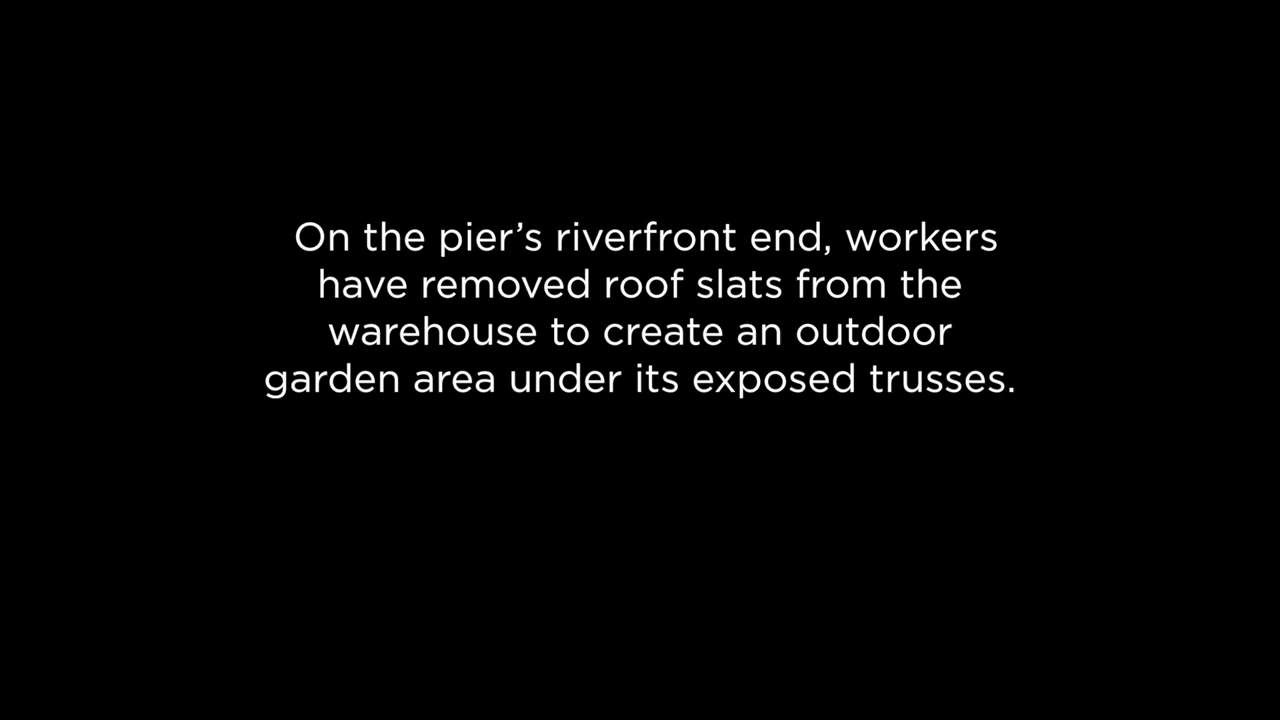 On the pier’s riverfront end, workers
have removed roof slats from the
warehouse to create an outdoor
garden area under its exposed trusses.